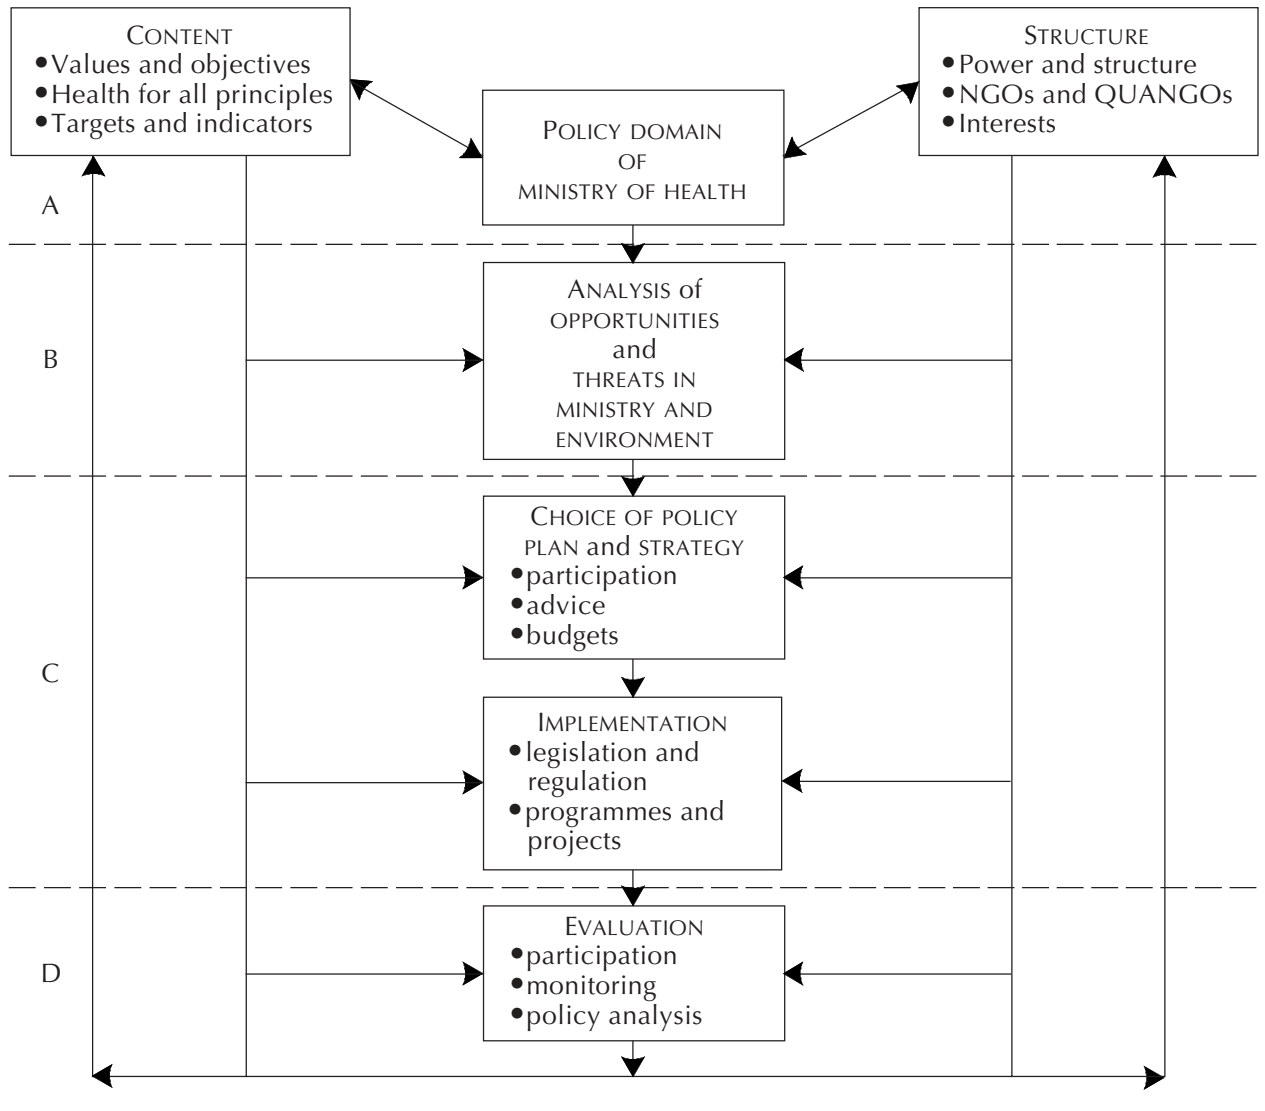 CONTENT
•Values and objectives
•Health for all principles
•Targets and indicators
STRUCTURE
•Power and structure
•NGOs and QUANGOs
•Interests
POLICY DOMAIN
OF
MINISTRY OF HEALTH
A
ANALYSIS of
OPPORTUNITIES
and
THREATS IN
MINISTRY AND
ENVIRONMENT
B
CHOICE OF POLICY
PLAN and STRATEGY
•participation
•advice
•budgets
C
IMPLEMENTATION
•legislation and
regulation
•programmes and
projects
EVALUATION
•participation
•monitoring
•policy analysis
D